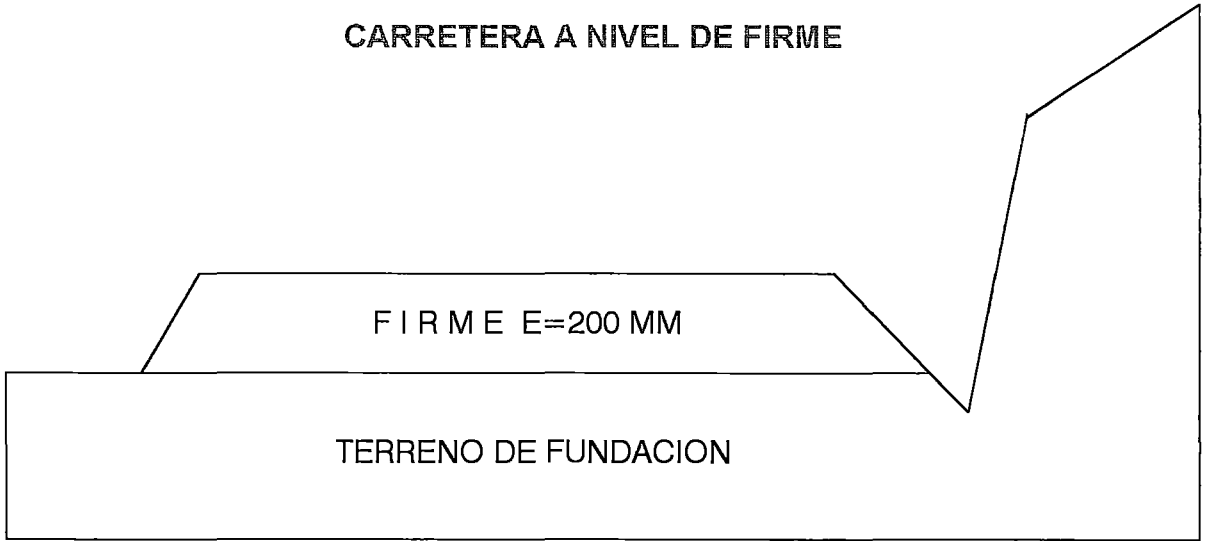 CARRETERA A NIVEL DE FIRME
F I R M E E=200 MM
TERRENO DE FUNDACION